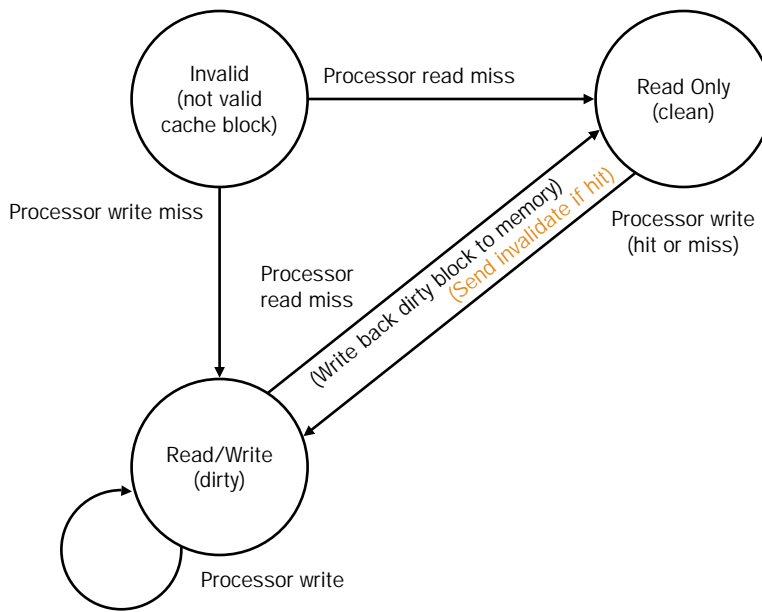 Invalid
(not valid
cache block)
Processor read miss
Read Only
(clean)
Processor write miss
Processor
read miss
(Write back dirty block to memory)
(Send invalidate if hit)
Processor write
(hit or miss)
Read/Write
(dirty)
Processor write